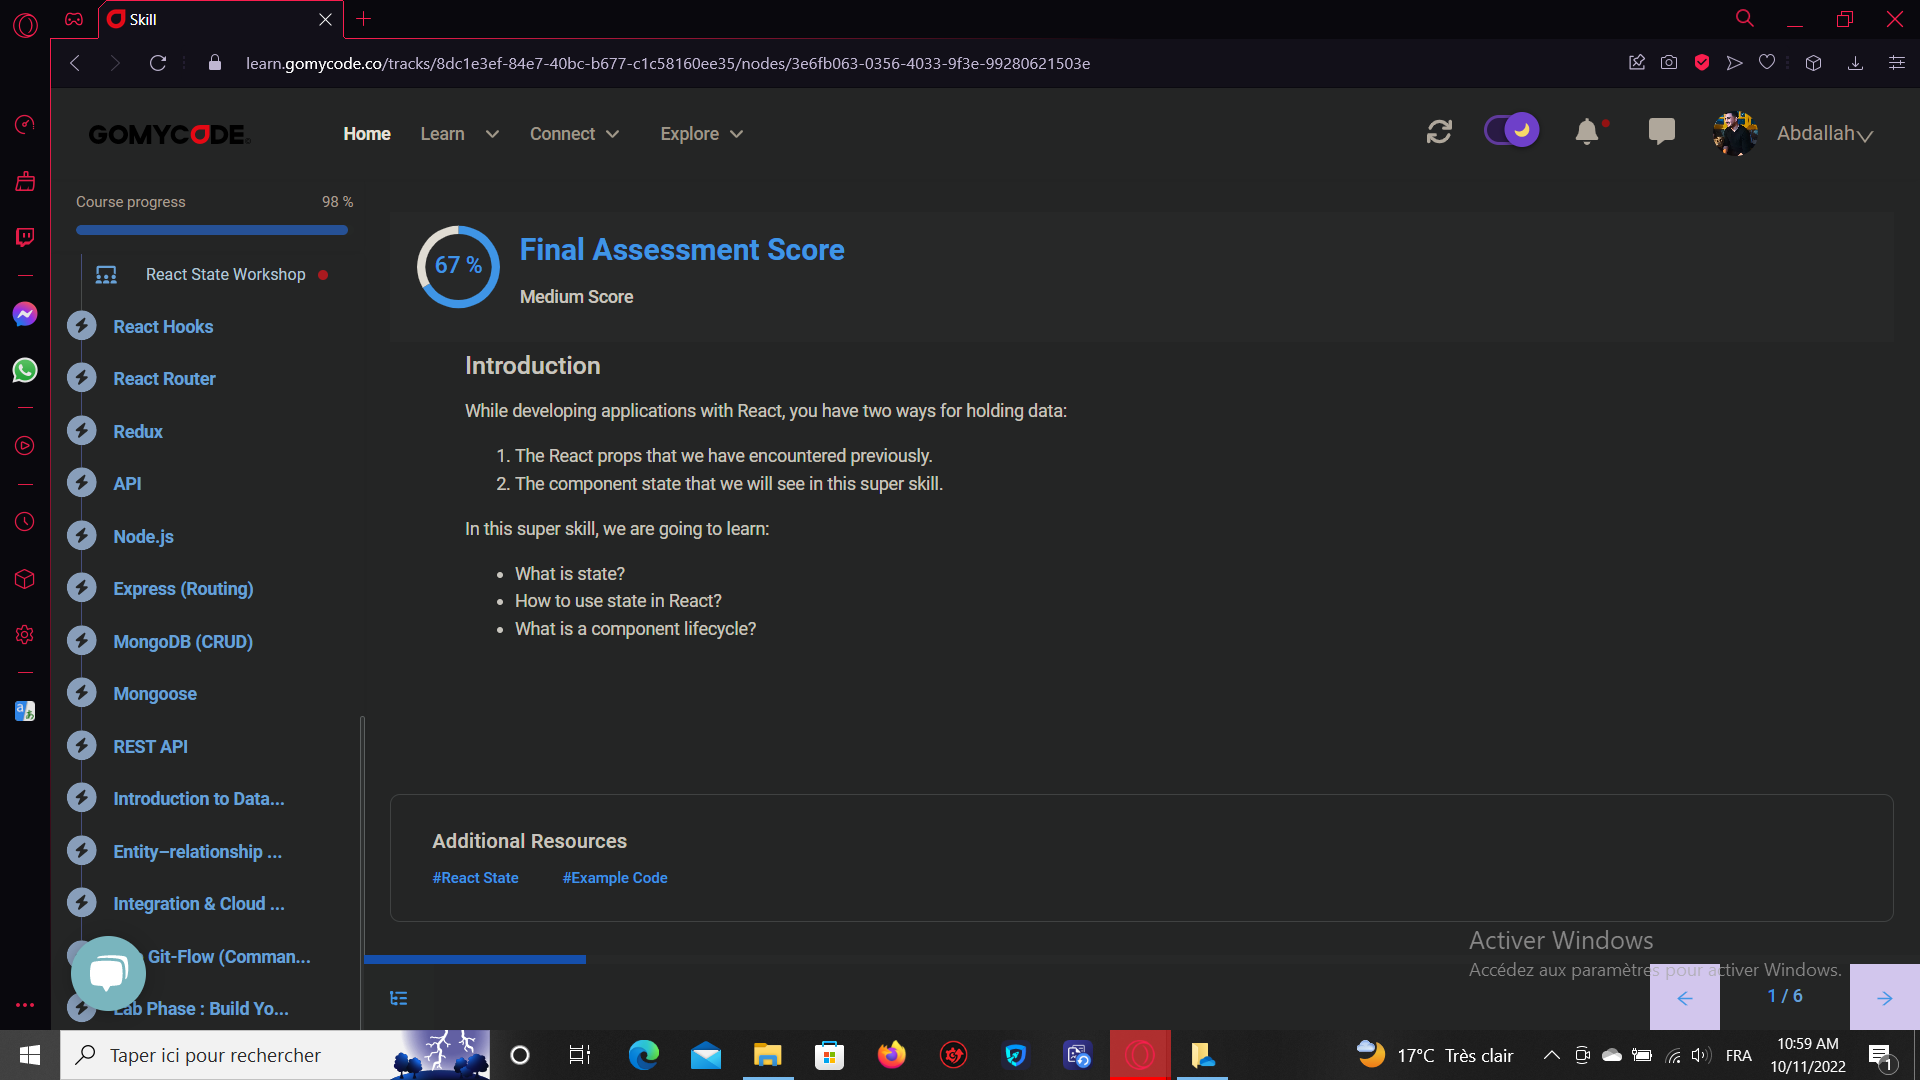 Skill
learn.gomycode.co/tracks/8dc1e3ef-84e7-40bc-b677-c1c58160ee35/nodes/3e6fb063-0356-4033-9f3e-99280621503e
GOMYCODE
Home
Learn
Connect
Explore
Abdallah
Course progress
98 %
React State Workshop
React Hooks
React Router
Redux
API
Node.js
Express (Routing)
MongoDB (CRUD)
Mongoose
REST API
Introduction to Data...
Entity–relationship ...
Integration & Cloud ...
Git-Flow (Comman...
Lab Phase : Build Yo...
67 %
Final Assessment Score
Medium Score
Introduction
While developing applications with React, you have two ways for holding data:
1. The React props that we have encountered previously.
2. The component state that we will see in this super skill.
In this super skill, we are going to learn:
• What is state?
• How to use state in React?
• What is a component lifecycle?
Additional Resources
#React State
#Example Code
Activer Windows
Accédez aux paramètres pour activer Windows.
1 / 6
Taper ici pour rechercher
17°C Très clair
FRA
10:59 AM
10/11/2022
1